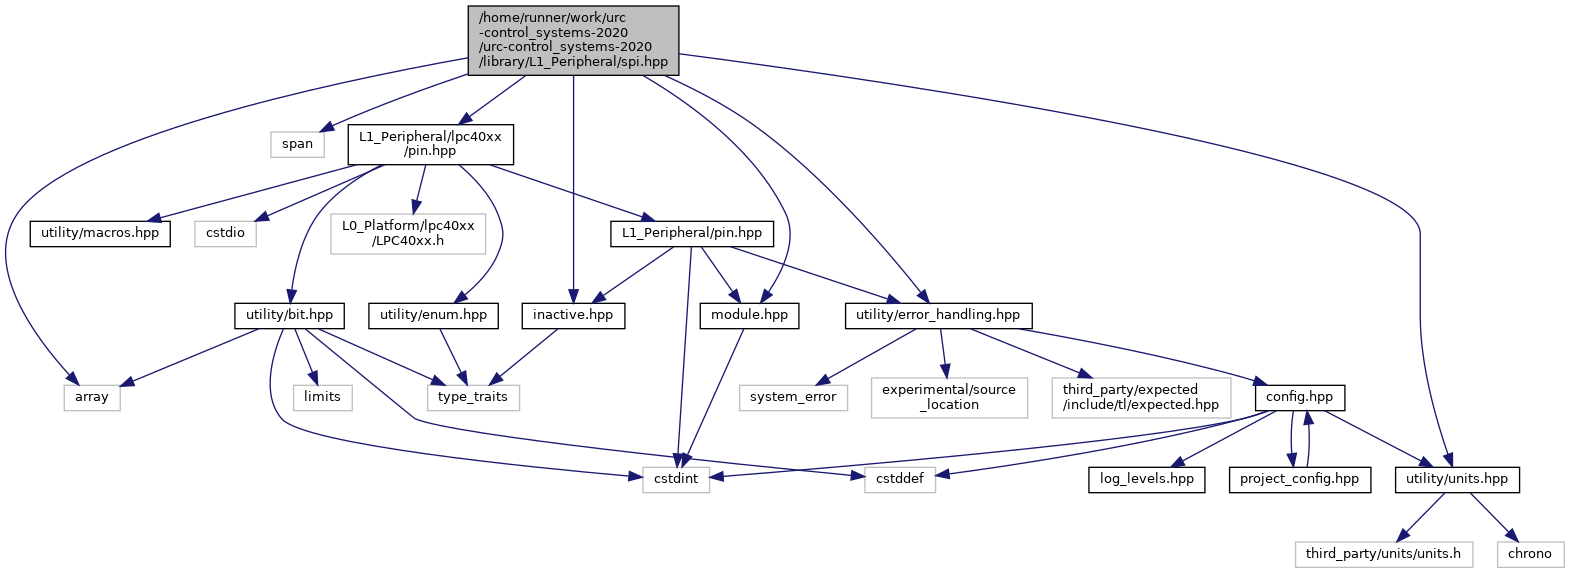 /home/runner/work/urc
-control_systems-2020
/urc-control_systems-2020
/library/L1_Peripheral/spi.hpp
span
L1_Peripheral/lpc40xx
/pin.hpp
utility/macros.hpp
cstdio
L0_Platform/lpc40xx
/LPC40xx.h
L1_Peripheral/pin.hpp
utility/bit.hpp
utility/enum.hpp
inactive.hpp
module.hpp
utility/error_handling.hpp
array
limits
type_traits
system_error
experimental/source
_location
third_party/expected
/include/tl/expected.hpp
config.hpp
cstdint
cstddef
log_levels.hpp
project_config.hpp
utility/units.hpp
third_party/units/units.h
chrono